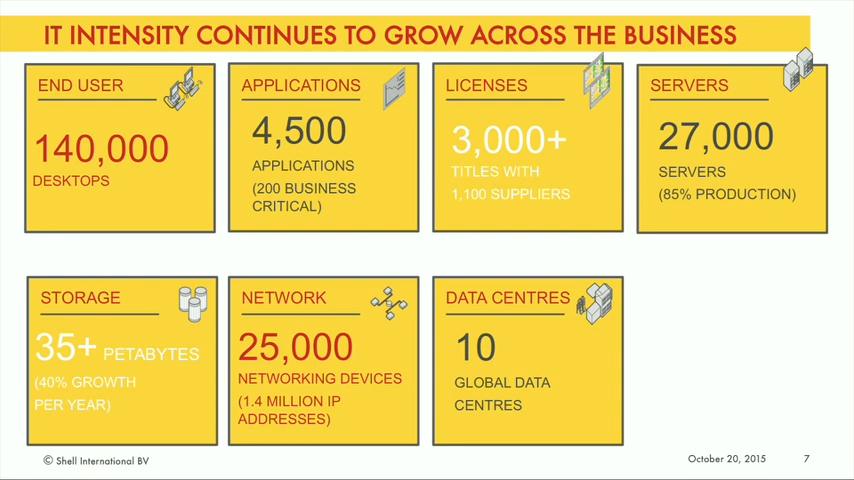 IT INTENSITY CONTINUES TO GROW ACROSS THE BUSINESS
END USER
140,000
DESKTOPS
APPLICATIONS
4,500
APPLICATIONS
(200 BUSINESS
CRITICAL)
LICENSES
3,000+
TITLES WITH
1,100 SUPPLIERS
SERVERS
27,000
SERVERS
(85% PRODUCTION)
STORAGE
35+ PETABYTES
(40% GROWTH
PER YEAR)
NETWORK
25,000
NETWORKING DEVICES
(1.4 MILLION IP
ADDRESSES)
DATA CENTRES
10
GLOBAL DATA
CENTRES
© Shell International BV
October 20, 2015
7